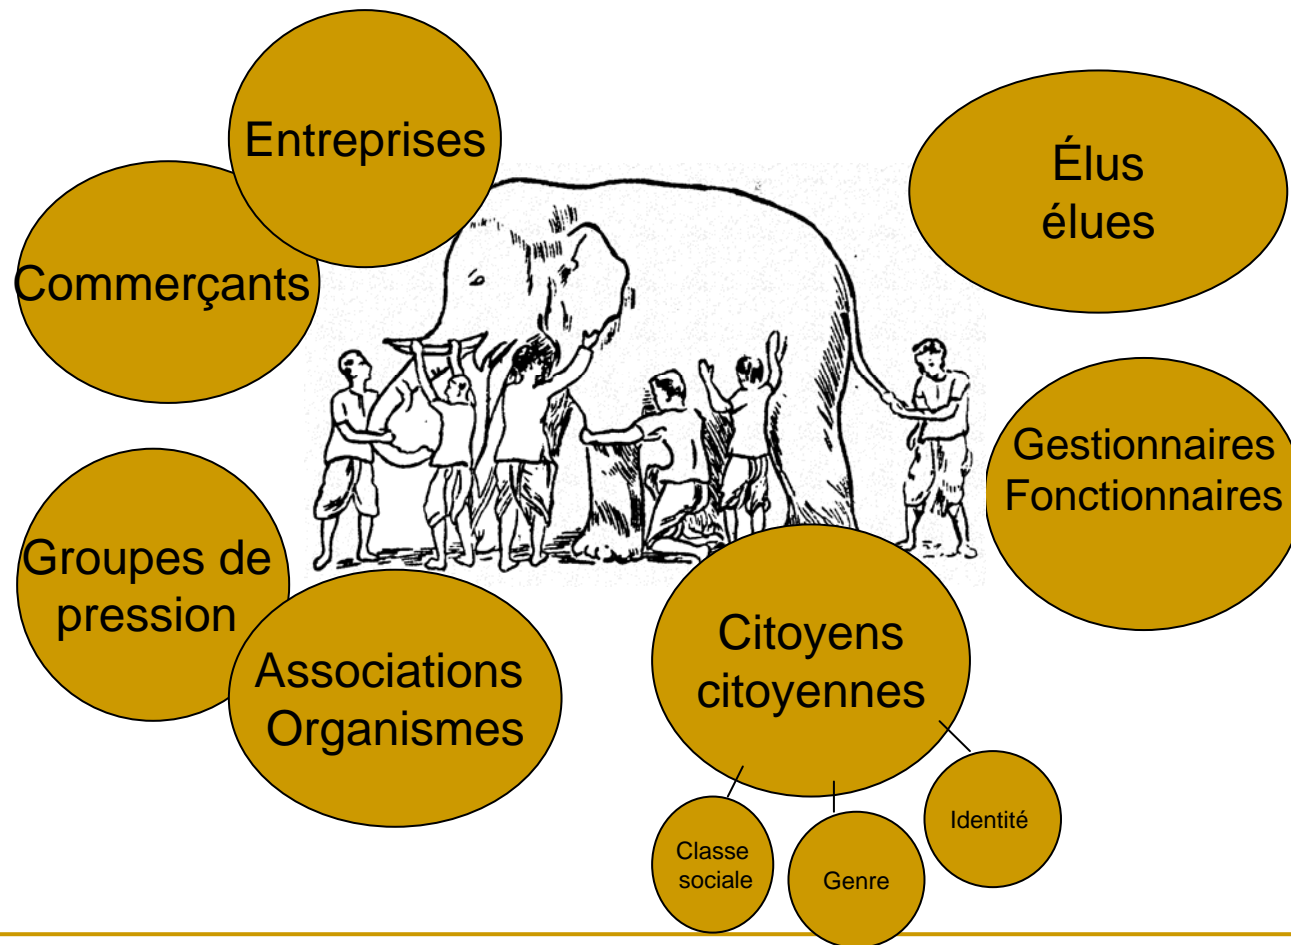 Entreprises
Commerçants
Élus
élues
Gestionnaires
Fonctionnaires
Groupes de
pression
Associations
Organismes
Citoyens
citoyennes
Classe
sociale
Genre
Identité